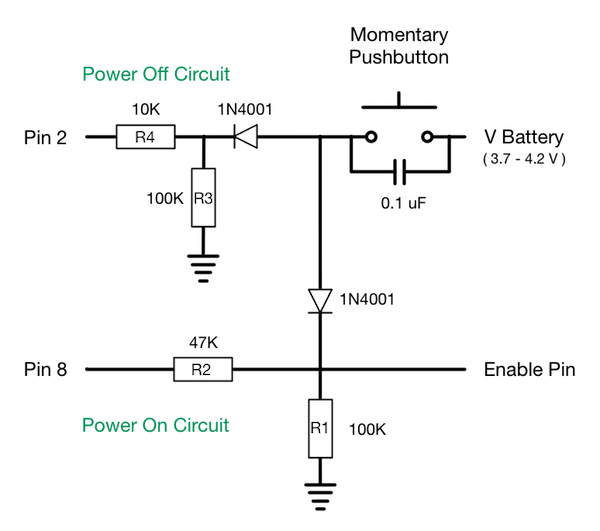 Momentary
Pushbutton
Power Off Circuit
10K
1N4001
Pin 2
R4
V Battery
( 3.7 - 4.2 V )
100K
R3
0.1 uF
1N4001
47K
Pin 8
R2
Enable Pin
Power On Circuit
R1
100K